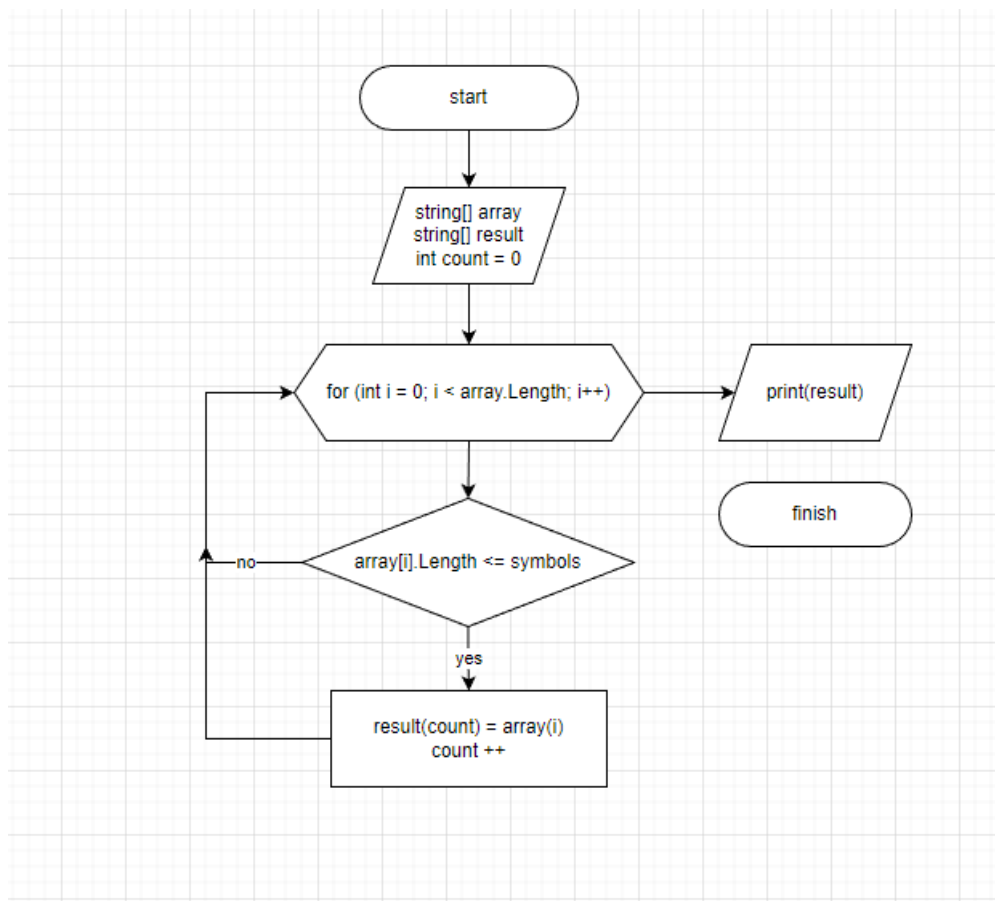 start
string[] array
string[] result
int count = 0
for (int i = 0; i < array.Length; i++)
print(result)
finish
array[i].Length <= symbols
no
yes
result(count) = array(i)
count ++